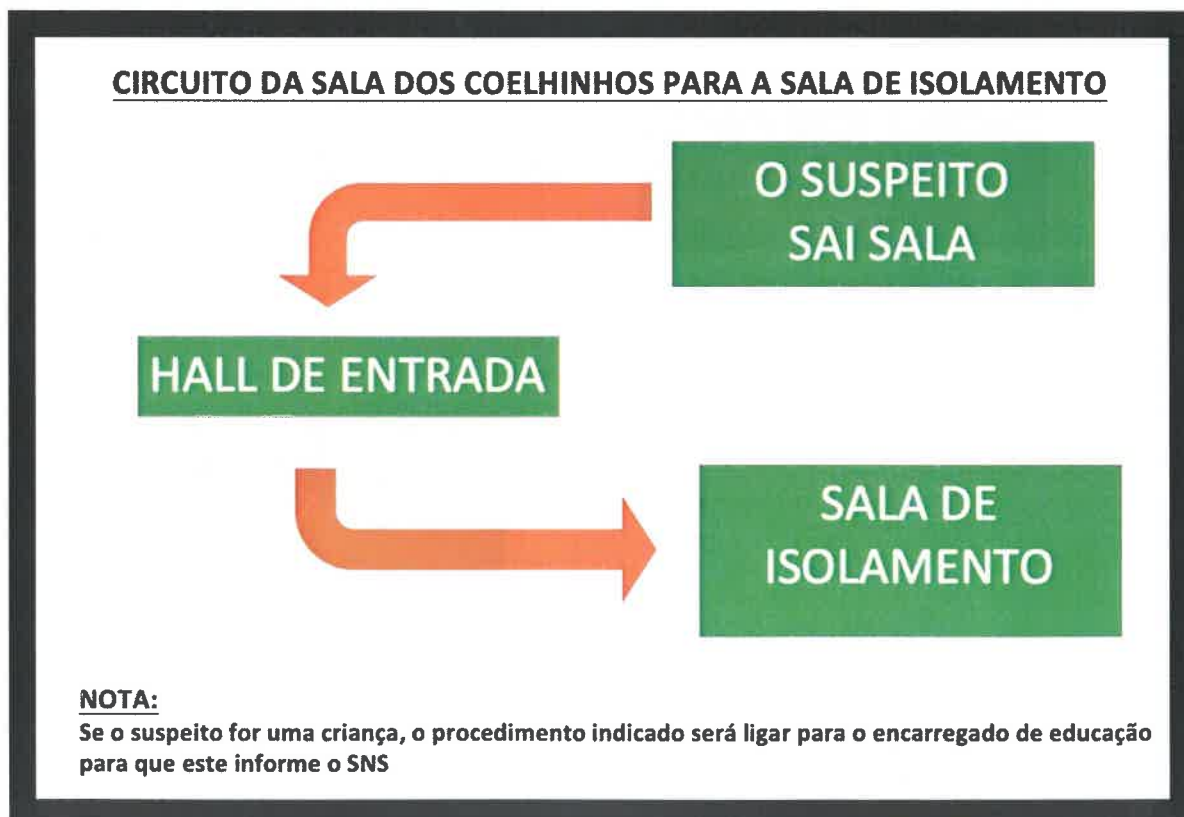 CIRCUITO DA SALA DOS COELHINHOS PARA A SALA DE ISOLAMENTO
O SUSPEITO
SAI SALA
HALL DE ENTRADA
SALA DE
ISOLAMENTO
NOTA:
Se o suspeito for uma criança, o procedimento indicado será ligar para o encarregado de educação
para que este informe o SNS